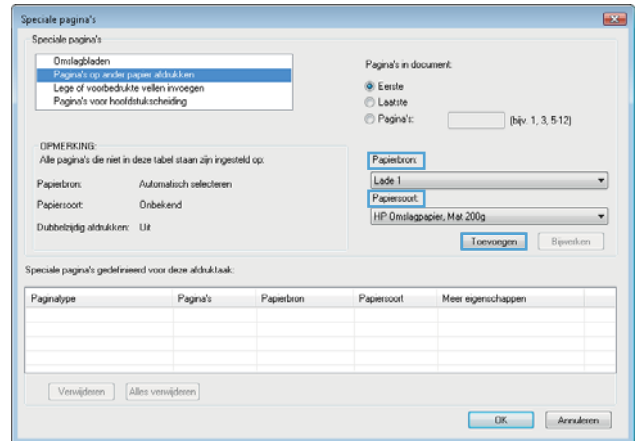 Speciale pagina's
Speciale pagina's
Omslagbladen
Pagina's op ander papier afdrukken
Lege of voorbedrukte vellen invoegen
Pagina's voor hoofdstukscheiding
Pagina's in document:
Eerste
Laatste
Pagina's: (bijv. 1, 3, 5-12)
OPMERKING:
Alle pagina's die niet in deze tabel staan zijn ingesteld op:
Papierbron: Automatisch selecteren
Papiersoort: Onbekend
Dubbelzijdig afdrukken: Uit
Papierbron:
Lade 1
Papiersoort:
HP Omslagpapier, Mat 200g
Toevoegen Bijwerken
Speciale pagina's gedefinieerd voor deze afdruktaak:
Paginatype Pagina's Papierbron Papiersoort Meer eigenschappen
Verwijderen Alles verwijderen
OK Annuleren